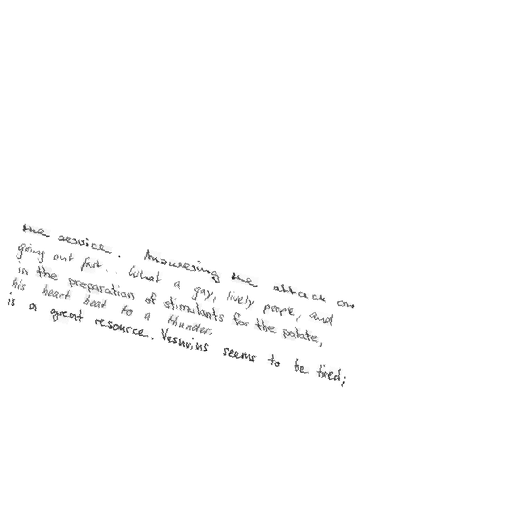 the service. Answering the attack on
going out fast... What a gay, lively people, and
in the preparation of stimulants for the palate,
his heart beat to a thunder.
is a great resource. Vesuvius seems to be tired;